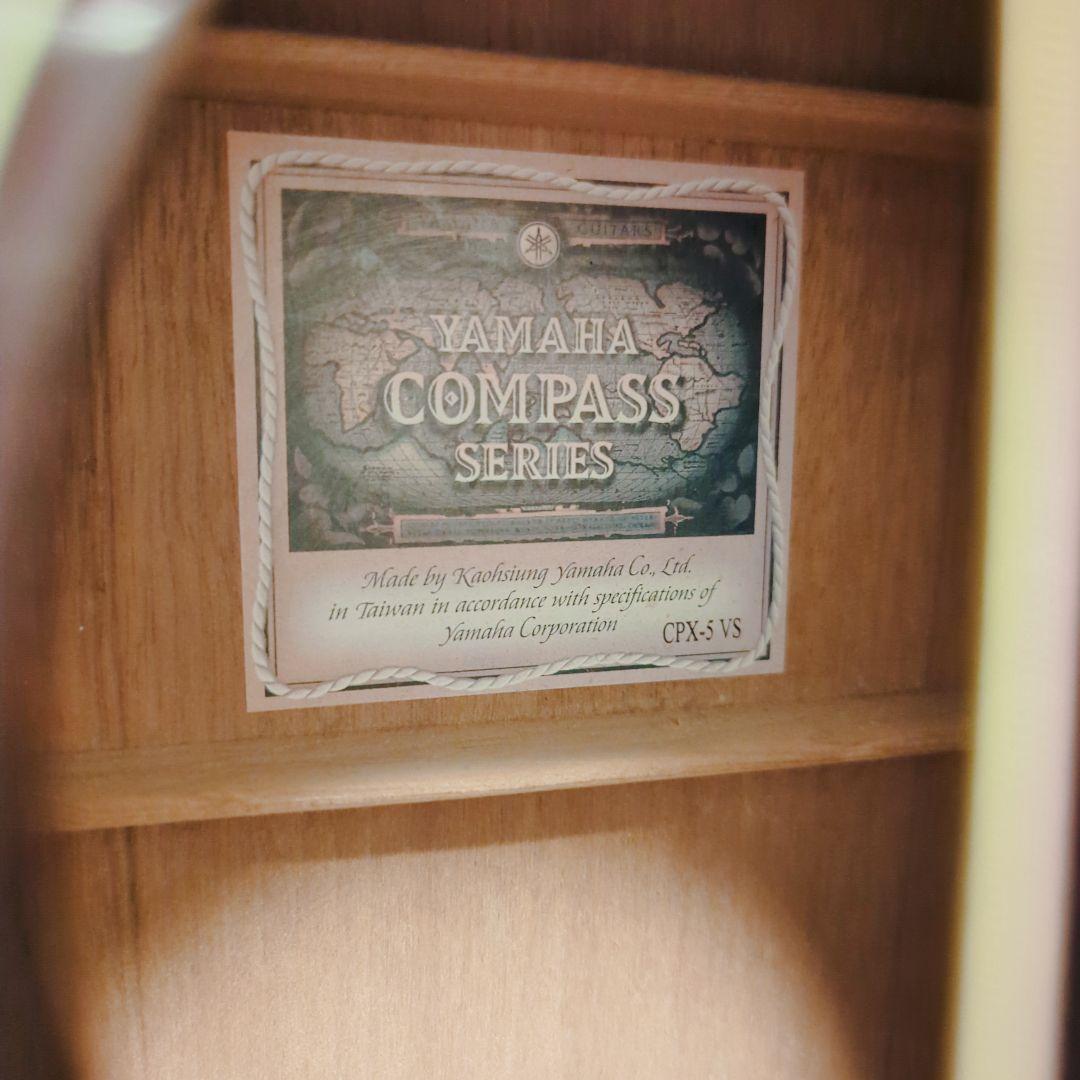 YAMAHA GUITARS
YAMAHA
COMPASS
SERIES
Made by Kaohsiung Yamaha Co., Ltd.
in Taiwan in accordance with specifications of
Yamaha Corporation
CPX-5 VS